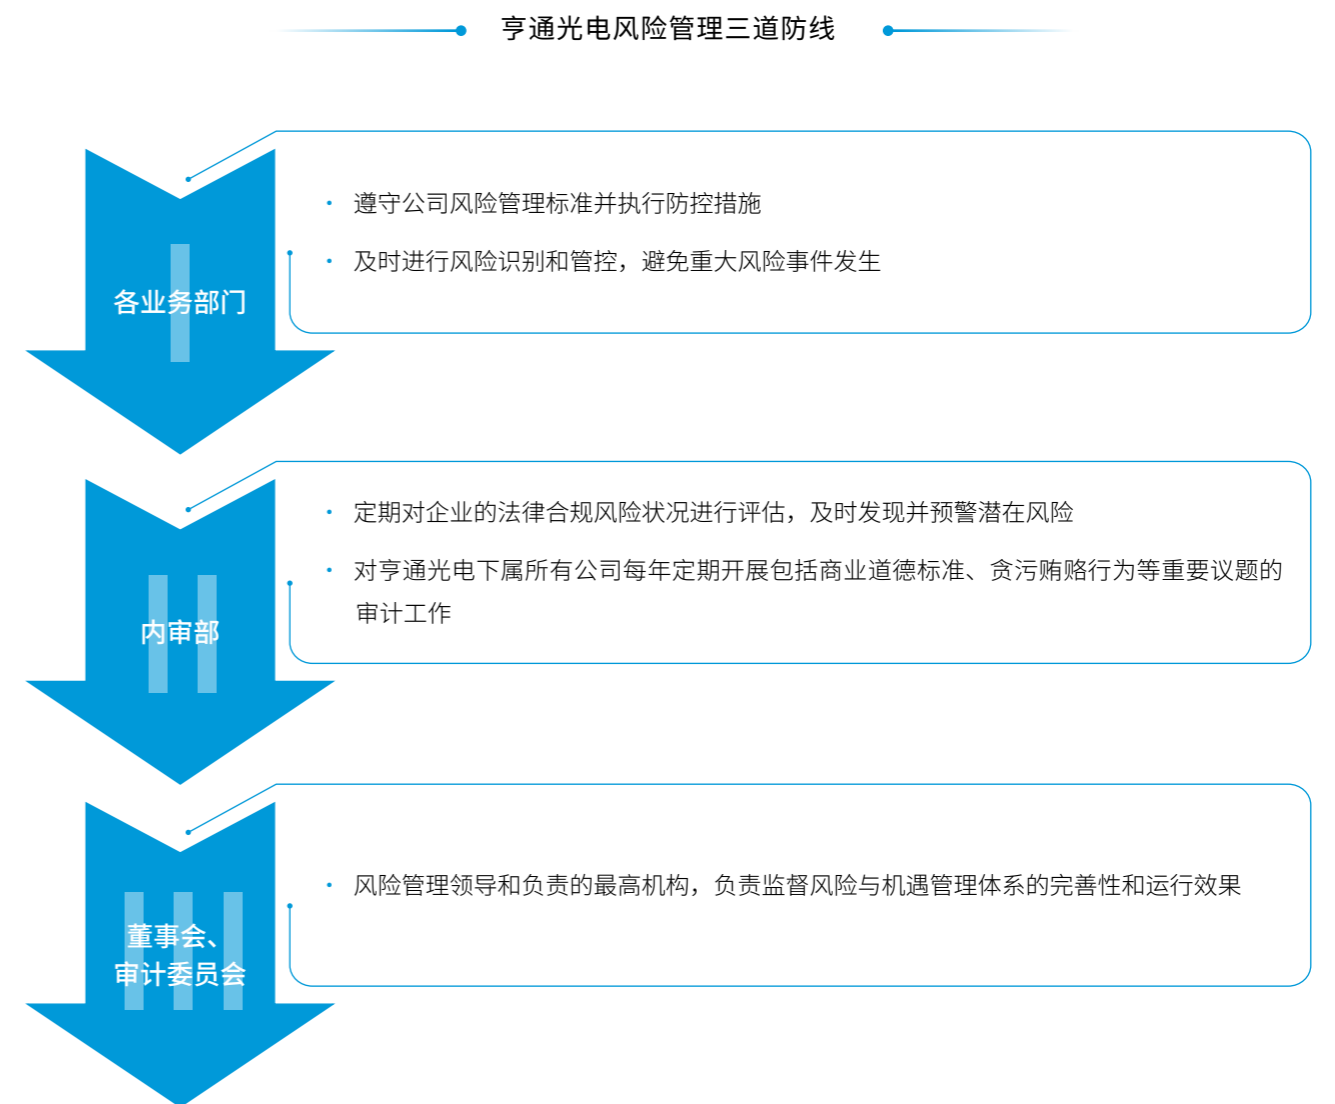 亨通光电风险管理三道防线
各业务部门
· 遵守公司风险管理标准并执行防控措施
· 及时进行风险识别和管控，避免重大风险事件发生
内审部
· 定期对企业的法律合规风险状况进行评估，及时发现并预警潜在风险
· 对亨通光电下属所有公司每年定期开展包括商业道德标准、贪污贿赂行为等重要议题的
审计工作
董事会、
审计委员会
· 风险管理领导和负责的最高机构，负责监督风险与机遇管理体系的完善性和运行效果